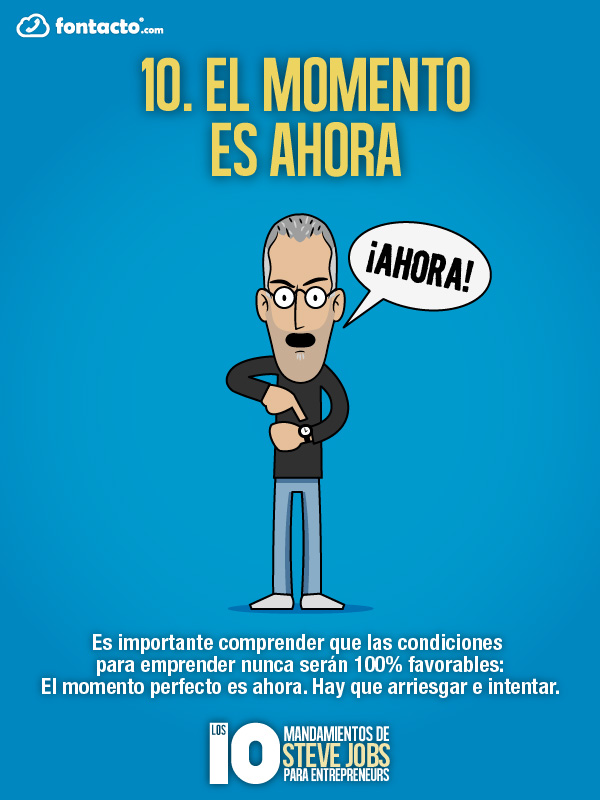 fontacto.com
10. EL MOMENTO
ES AHORA
¡AHORA!
Es importante comprender que las condiciones
para emprender nunca serán 100% favorables:
El momento perfecto es ahora. Hay que arriesgar e intentar.
LOS 10 MANDAMIENTOS DE
STEVE JOBS
PARA ENTREPRENEURS